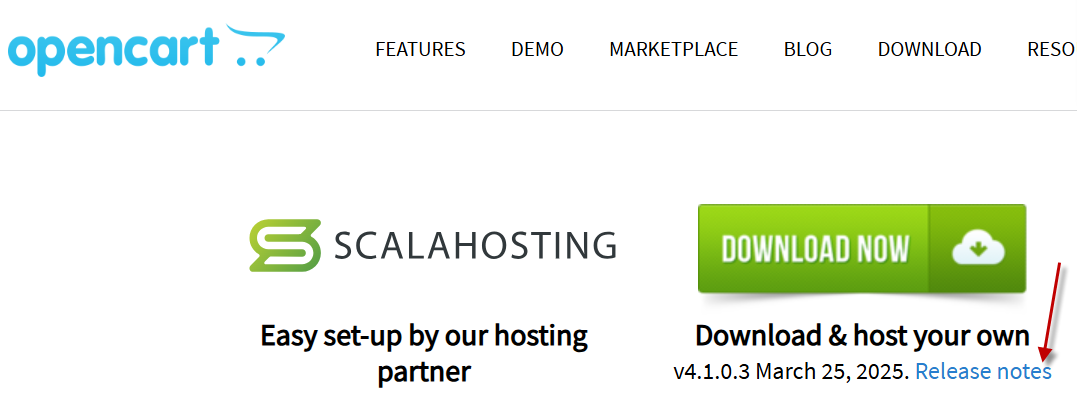 opencart
FEATURES DEMO MARKETPLACE BLOG DOWNLOAD RESO
SCALAHOSTING
DOWNLOAD NOW
Easy set-up by our hosting
partner
Download & host your own
v4.1.0.3 March 25, 2025. Release notes